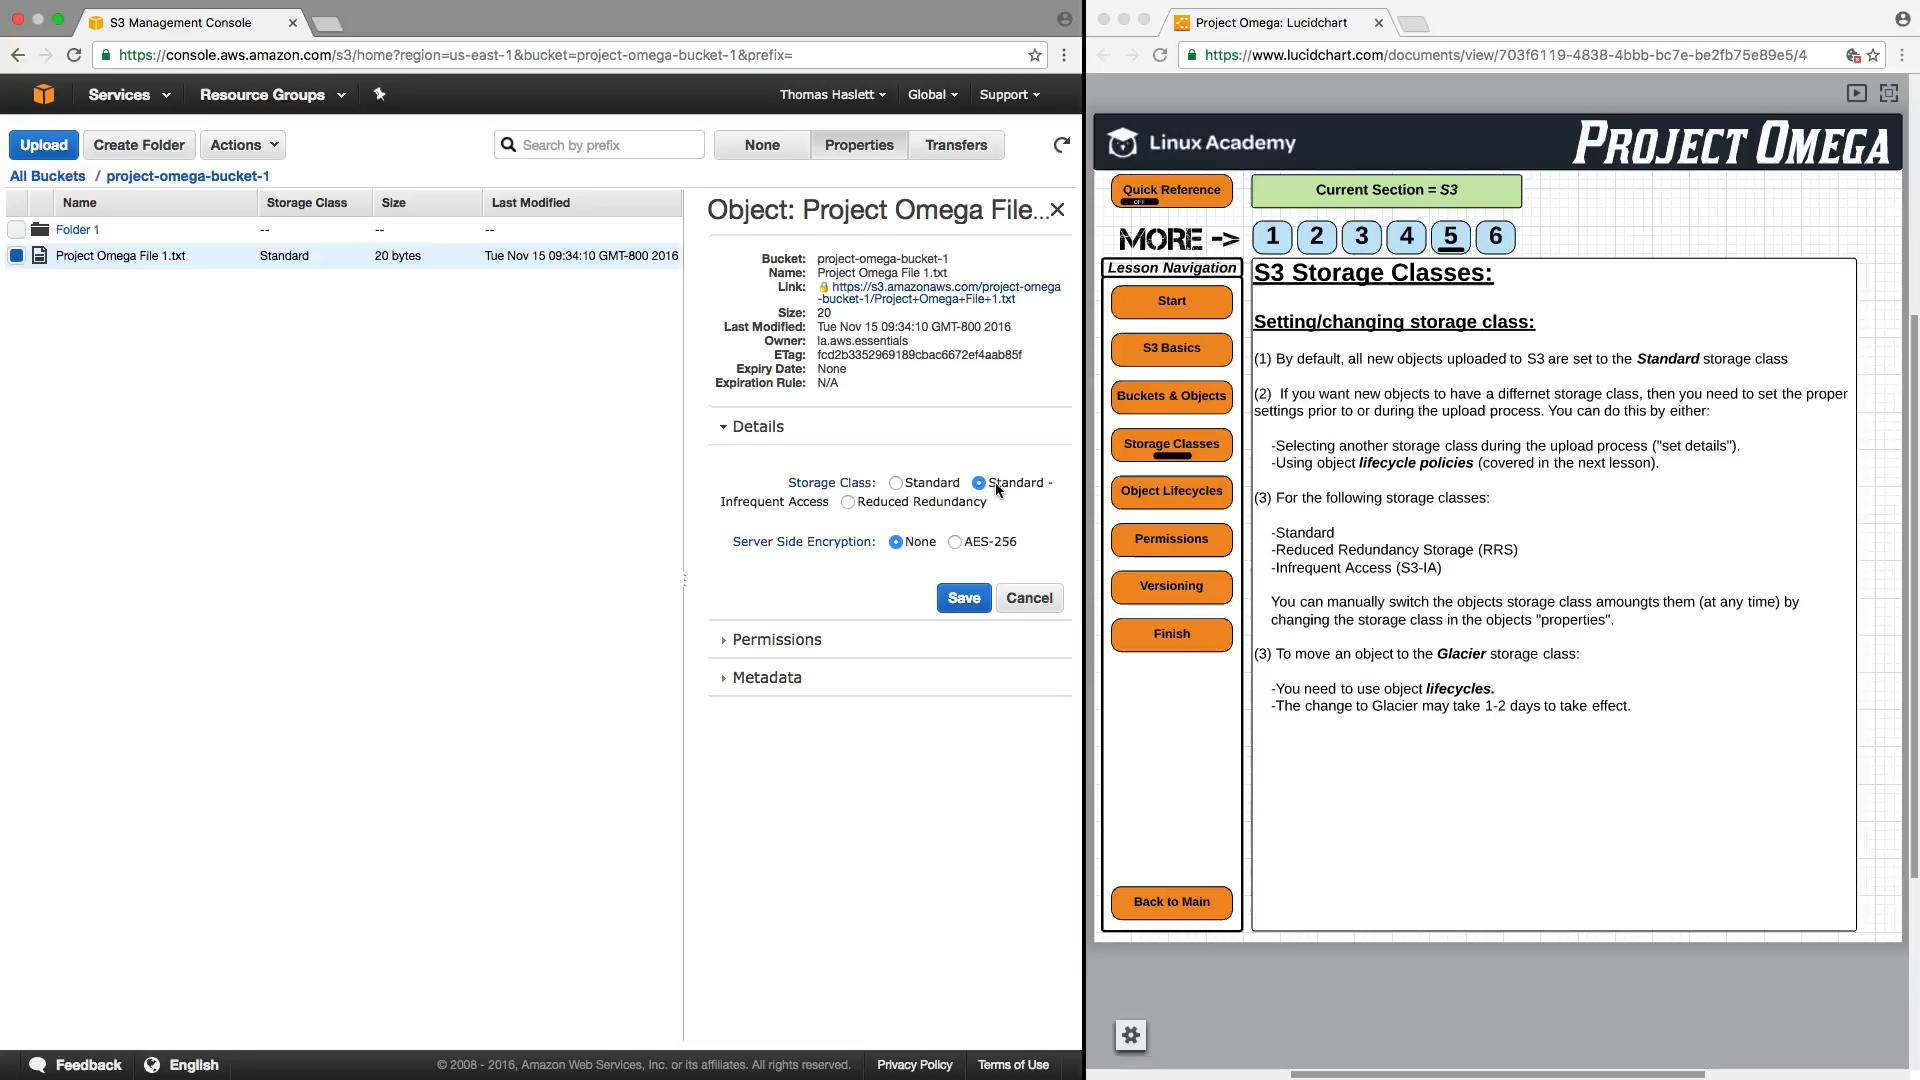 S3 Management Console
https://console.aws.amazon.com/s3/home?region=us-east-1&bucket=project-omega-bucket-1&prefix=
Services
Resource Groups
Thomas Haslett
Global
Support
Upload
Create Folder
Actions
Search by prefix
None
Properties
Transfers
All Buckets / project-omega-bucket-1
Name
Storage Class
Size
Last Modified
Folder 1
--
--
--
Project Omega File 1.txt
Standard
20 bytes
Tue Nov 15 09:34:10 GMT-800 2016
Object: Project Omega File...
Bucket: project-omega-bucket-1
Name: Project Omega File 1.txt
Link: https://s3.amazonaws.com/project-omega
-bucket-1/Project+Omega+File+1.txt
Size: 20
Last Modified: Tue Nov 15 09:34:10 GMT-800 2016
Owner: la.aws.essentials
ETag: fcd2b3352969189cbac6672ef4aab85f
Expiry Date: None
Expiration Rule: N/A
Details
Storage Class: Standard Standard -
Infrequent Access Reduced Redundancy
Server Side Encryption: None AES-256
Save
Cancel
Permissions
Metadata
Feedback
English
© 2008 - 2016, Amazon Web Services, Inc. or its affiliates. All rights reserved.
Privacy Policy
Terms of Use
Project Omega: Lucidchart
https://www.lucidchart.com/documents/view/703f6119-4838-4bbb-bc7e-be2fb75e89e5/4
Linux Academy
PROJECT OMEGA
Quick Reference
OFF
Current Section = S3
MORE ->
1
2
3
4
5
6
Lesson Navigation
Start
S3 Basics
Buckets & Objects
Storage Classes
Object Lifecycles
Permissions
Versioning
Finish
Back to Main
S3 Storage Classes:
Setting/changing storage class:
(1) By default, all new objects uploaded to S3 are set to the Standard storage class
(2) If you want new objects to have a differnet storage class, then you need to set the proper
settings prior to or during the upload process. You can do this by either:
-Selecting another storage class during the upload process ("set details").
-Using object lifecycle policies (covered in the next lesson).
(3) For the following storage classes:
-Standard
-Reduced Redundancy Storage (RRS)
-Infrequent Access (S3-IA)
You can manually switch the objects storage class amoungts them (at any time) by
changing the storage class in the objects "properties".
(3) To move an object to the Glacier storage class:
-You need to use object lifecycles.
-The change to Glacier may take 1-2 days to take effect.